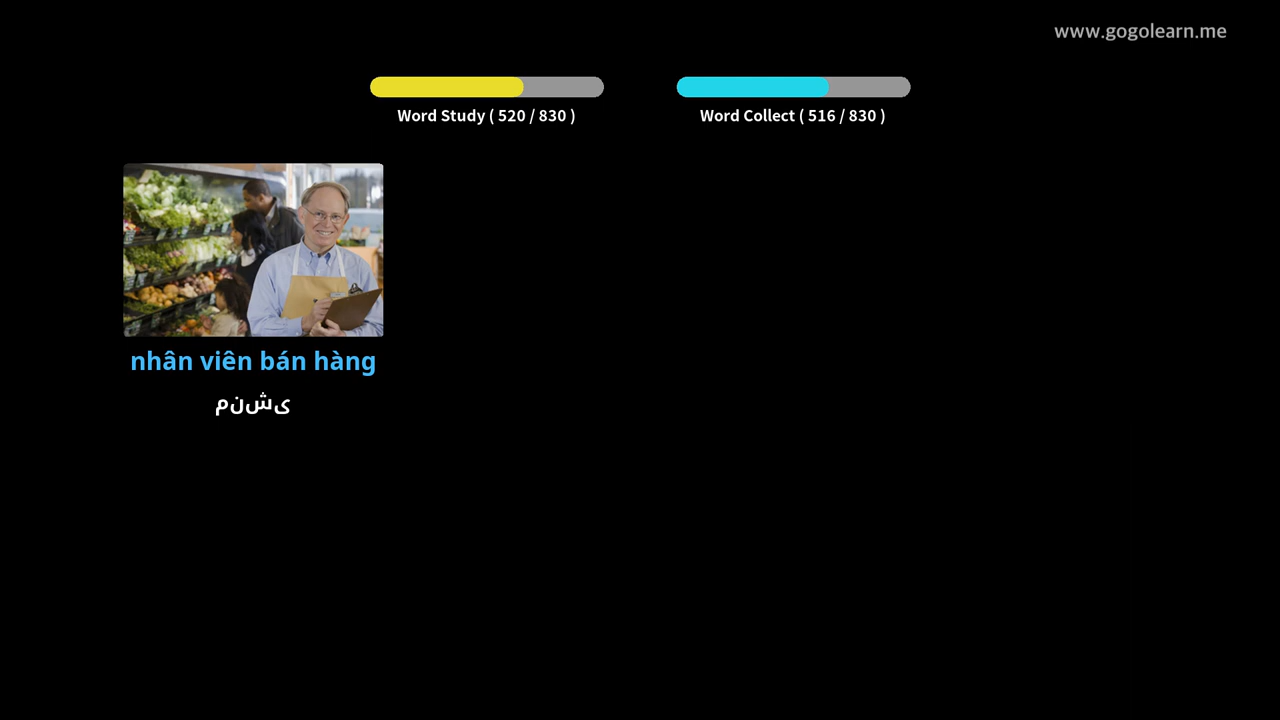 www.gogolearn.me
Word Study ( 520 / 830 )
Word Collect ( 516 / 830 )
nhân viên bán hàng
منشی